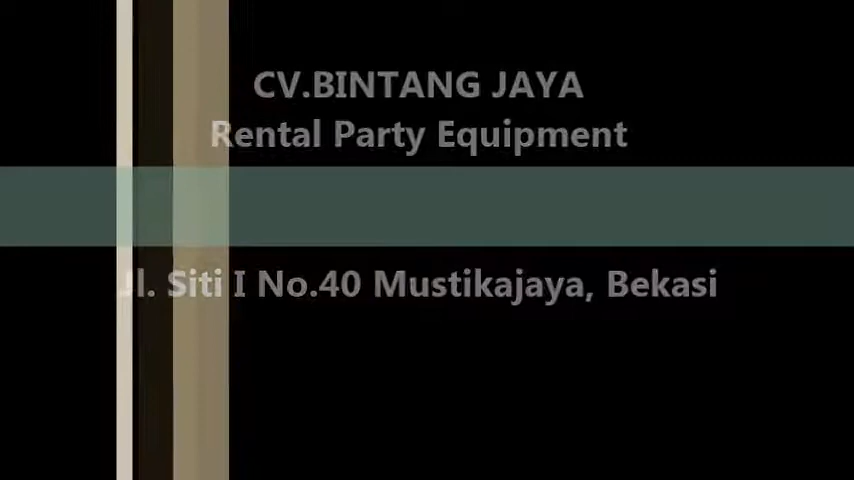 CV.BINTANG JAYA
Rental Party Equipment
Jl. Siti I No.40 Mustikajaya, Bekasi